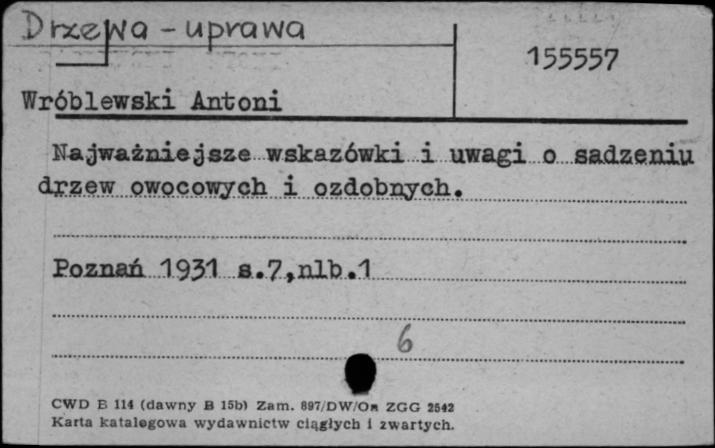 Drzewa - uprawa
155557
Wróblewski Antoni
Najważniejsze wskazówki i uwagi o sadzeniu
drzew owocowych i ozdobnych.
Poznań 1931 s.7,nlb.1
6
CWD B 114 (dawny B 15b) Zam. 897/DW/Om ZGG 2542
Karta katalogowa wydawnictw ciągłych i zwartych.